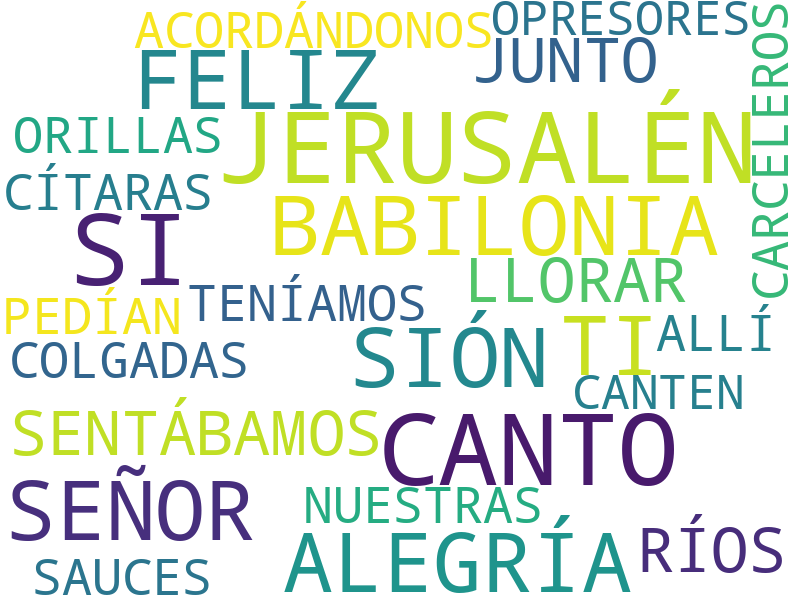 ACORDÁNDONOS
OPRESORES
FELIZ
JUNTO
CARCELEROS
ORILLAS
JERUSALÉN
CÍTARAS
BABILONIA
SI
LLORAR
PEDÍAN
TENÍAMOS
COLGADAS
SIÓN
TI
ALLÍ
CANTEN
SENTÁBAMOS
CANTO
SEÑOR
NUESTRAS
ALEGRÍA
RÍOS
SAUCES